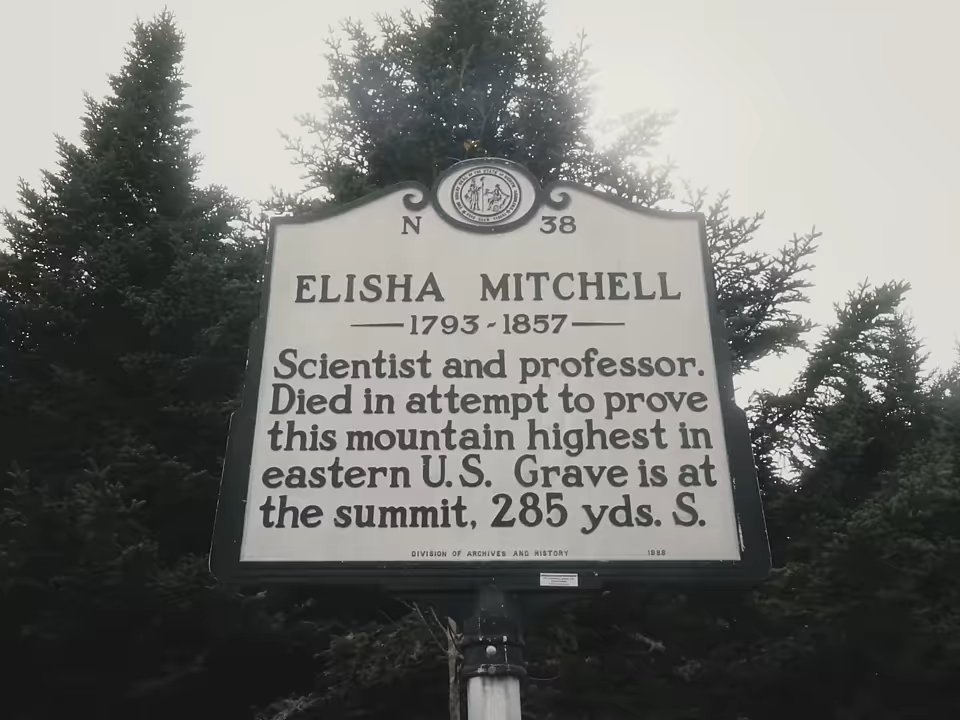 N 38
ELISHA MITCHELL
1793-1857
Scientist and professor.
Died in attempt to prove
this mountain highest in
eastern U.S. Grave is at
the summit, 285 yds. S.
DIVISION OF ARCHIVES AND HISTORY 1988